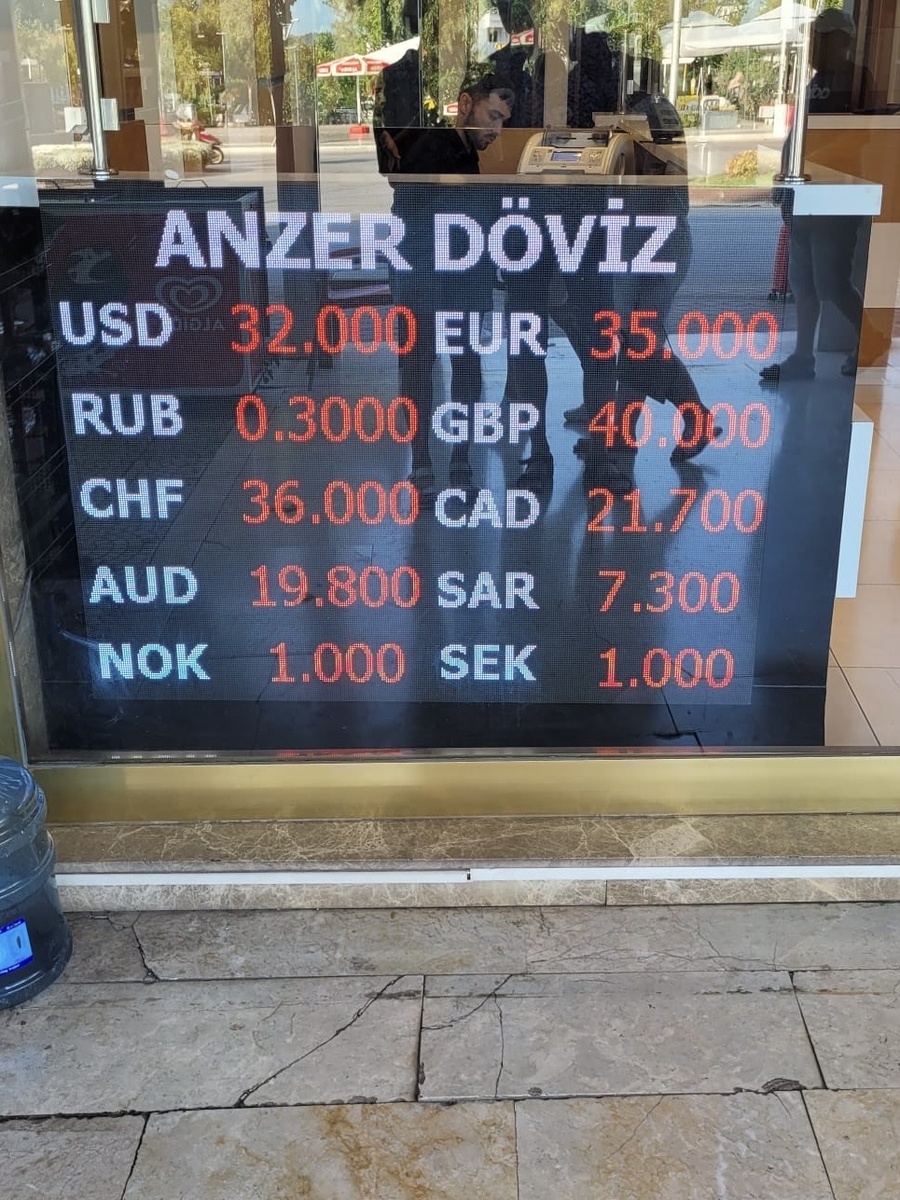 ANZER DÖVİZ
USD 32.000 EUR 35.000
RUB 0.3000 GBP 40.000
CHF 36.000 CAD 21.700
AUD 19.800 SAR 7.300
NOK 1.000 SEK 1.000